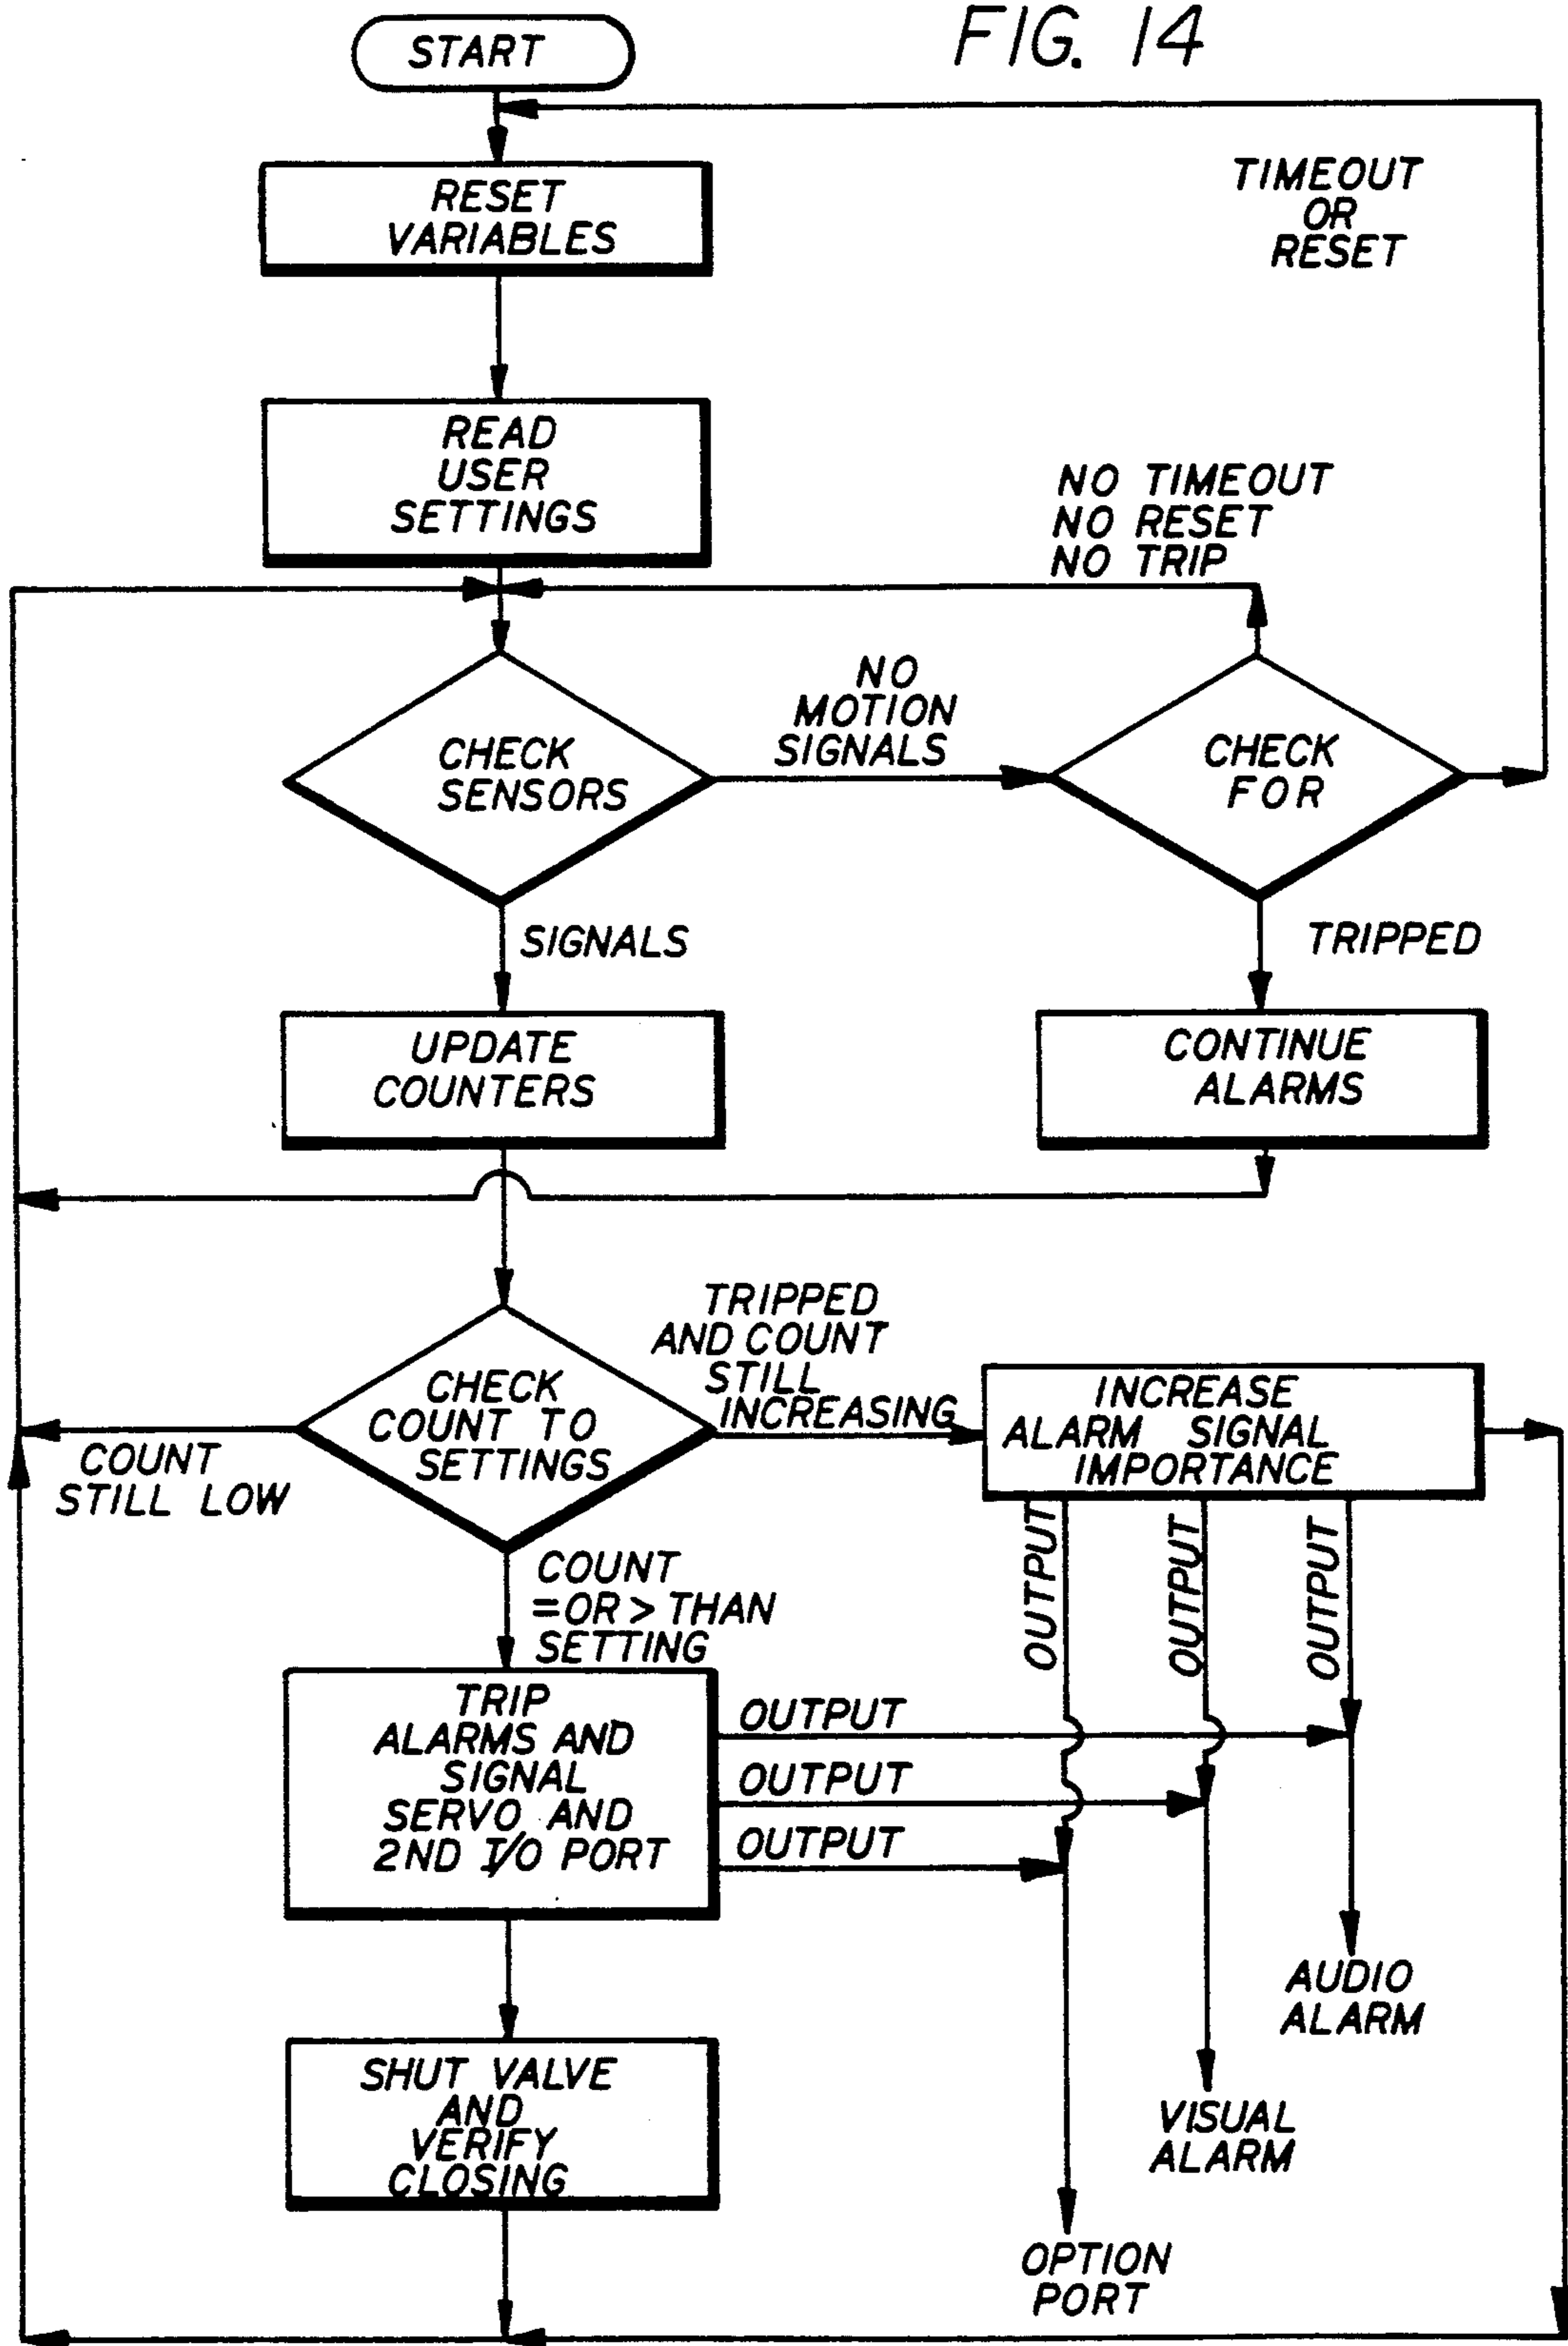 FIG. 14
START
TIMEOUT
OR
RESET
RESET
VARIABLES
READ
USER
SETTINGS
NO TIMEOUT
NO RESET
NO TRIP
NO
MOTION
SIGNALS
CHECK
SENSORS
CHECK
FOR
SIGNALS
TRIPPED
UPDATE
COUNTERS
CONTINUE
ALARMS
TRIPPED
AND COUNT
STILL
INCREASING
CHECK
COUNT TO
SETTINGS
INCREASE
ALARM SIGNAL
IMPORTANCE
COUNT
STILL LOW
OUTPUT
OUTPUT
OUTPUT
COUNT
=OR > THAN
SETTING
TRIP
ALARMS AND
SIGNAL
SERVO AND
2ND I/O PORT
OUTPUT
OUTPUT
OUTPUT
AUDIO
ALARM
SHUT VALVE
AND
VERIFY
CLOSING
VISUAL
ALARM
OPTION
PORT